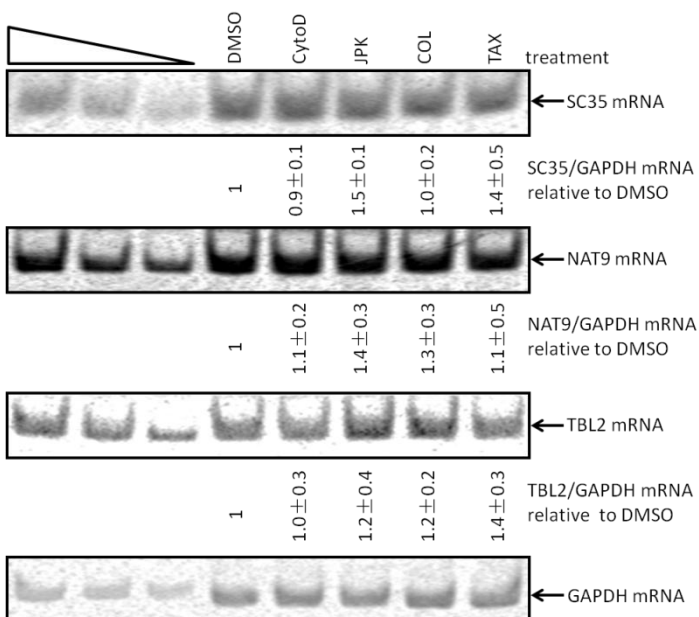 DMSO CytoD JPK COL TAX treatment
SC35 mRNA
1 0.9±0.1 1.5±0.1 1.0±0.2 1.4±0.5 SC35/GAPDH mRNA
relative to DMSO
NAT9 mRNA
1 1.1±0.2 1.4±0.3 1.3±0.3 1.1±0.5 NAT9/GAPDH mRNA
relative to DMSO
TBL2 mRNA
1 1.0±0.3 1.2±0.4 1.2±0.2 1.4±0.3 TBL2/GAPDH mRNA
relative to DMSO
GAPDH mRNA